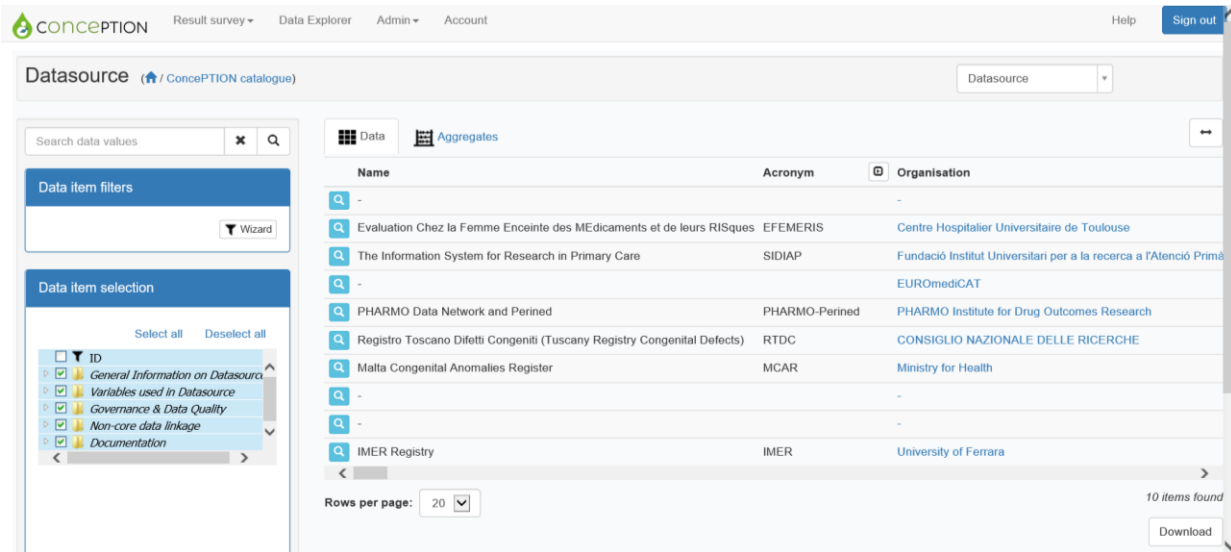 CONCEPTION Result survey Data Explorer Admin Account Help Sign out
Datasource ( / ConcePTION catalogue) Datasource
Search data values
Data item filters
Wizard
Data item selection
Select all Deselect all
ID
General Information on Datasource
Variables used in Datasource
Governance & Data Quality
Non-core data linkage
Documentation
Data Aggregates
Name Acronym Organisation
- -
Evaluation Chez la Femme Enceinte des MEdicaments et de leurs RISques EFEMERIS Centre Hospitalier Universitaire de Toulouse
The Information System for Research in Primary Care SIDIAP Fundació Institut Universitari per a la recerca a l'Atenció Primà
- EUROmediCAT
PHARMO Data Network and Perined PHARMO-Perined PHARMO Institute for Drug Outcomes Research
Registro Toscano Difetti Congeniti (Tuscany Registry Congenital Defects) RTDC CONSIGLIO NAZIONALE DELLE RICERCHE
Malta Congenital Anomalies Register MCAR Ministry for Health
- -
- -
IMER Registry IMER University of Ferrara
Rows per page: 20 10 items found
Download